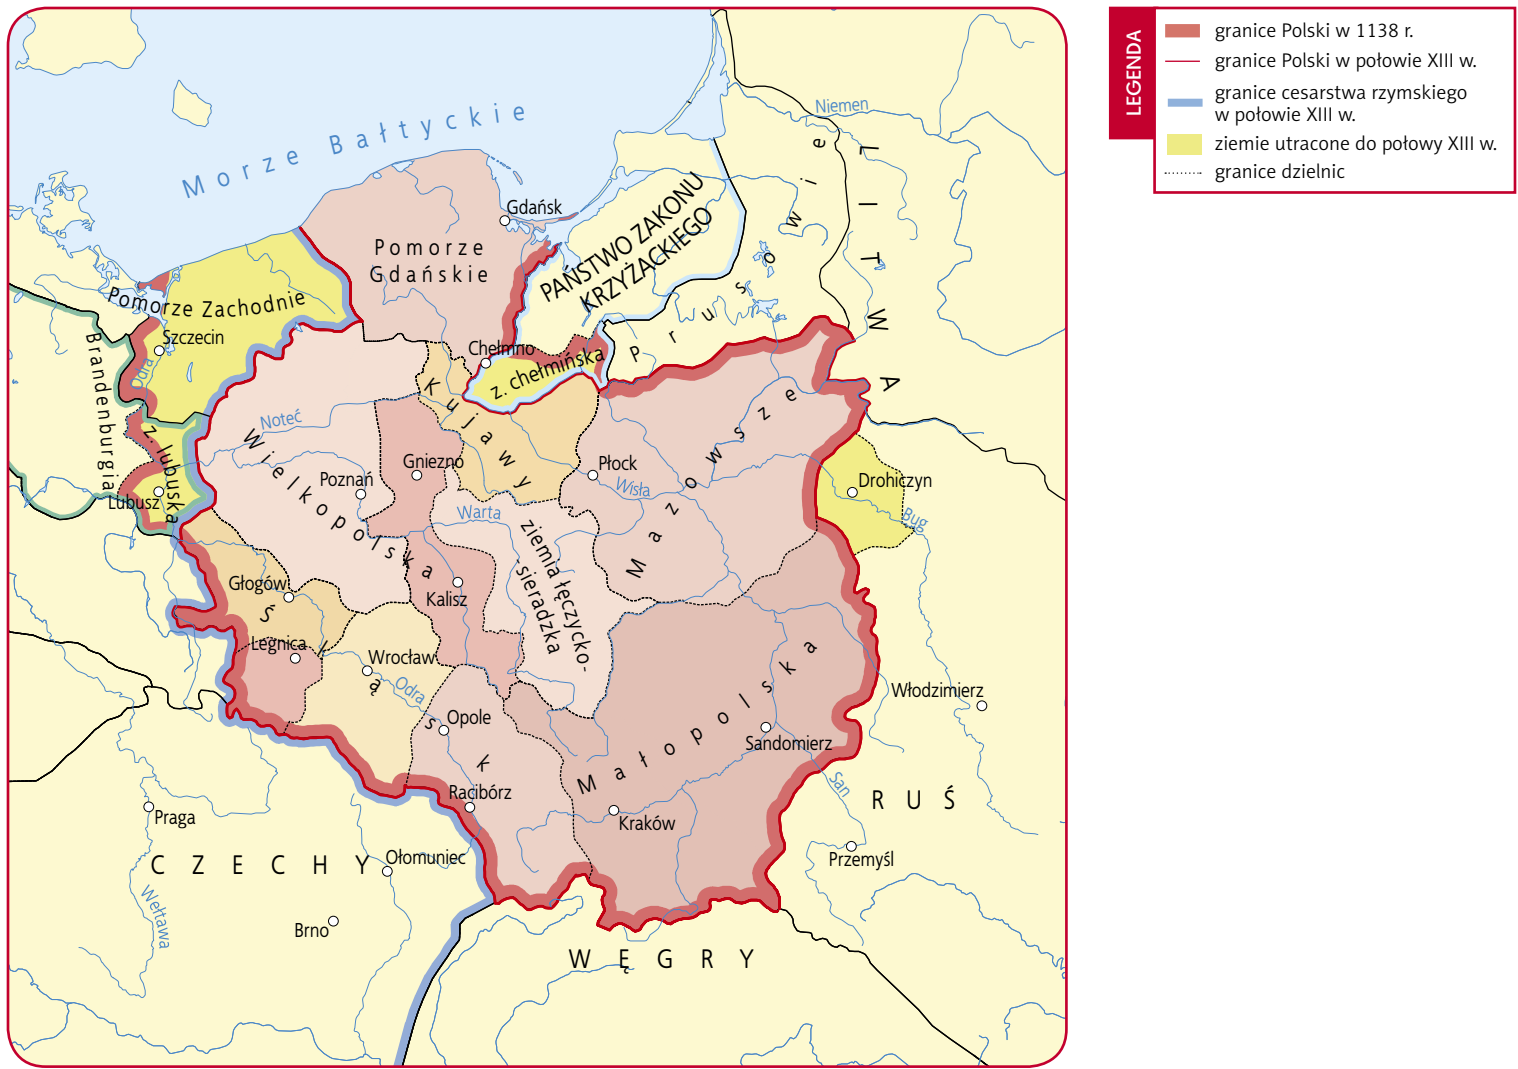 LEGENDA
granice Polski w 1138 r.
granice Polski w połowie XIII w.
granice cesarstwa rzymskiego
w połowie XIII w.
ziemie utracone do połowy XIII w.
granice dzielnic
Morze Bałtyckie
Niemen
LITWA
Prusowie
Gdańsk
Pomorze
Gdańskie
PAŃSTWO ZAKONU
KRZYŻACKIEGO
Pomorze Zachodnie
Szczecin
Odra
Brandenburgia
Chełmno
z. chełmińska
Kujawy
z. lubuska
Lubusz
Noteć
Wielkopolska
Gniezno
Poznań
Płock
Wisła
Mazowsze
Drohiczyn
Bug
Warta
ziemia łęczycko-
-sieradzka
Głogów
Kalisz
Śląsk
Legnica
Wrocław
Odra
Opole
Racibórz
Małopolska
Sandomierz
Włodzimierz
San
RUŚ
Kraków
Przemyśl
Praga
CZECHY
Ołomuniec
Wełtawa
Brno
WĘGRY